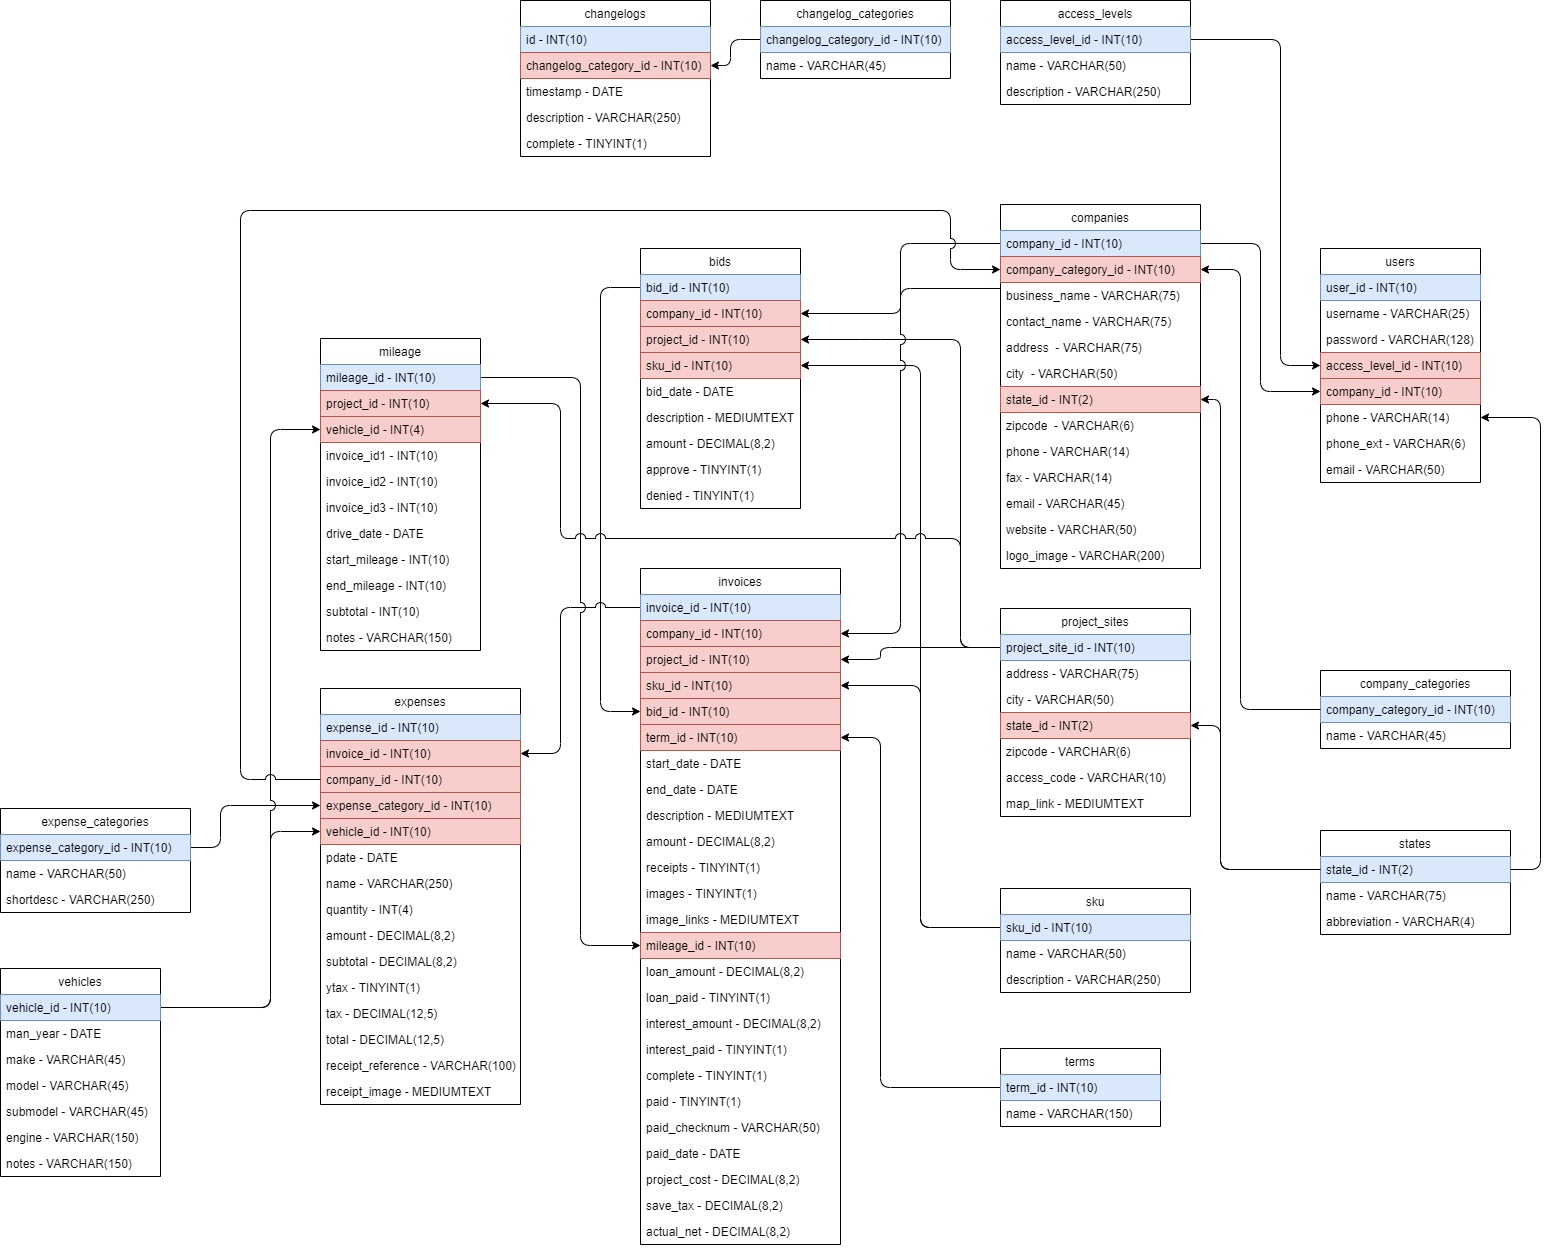 changelogs
id - INT(10)
changelog_category_id - INT(10)
timestamp - DATE
description - VARCHAR(250)
complete - TINYINT(1)
changelog_categories
changelog_category_id - INT(10)
name - VARCHAR(45)
access_levels
access_level_id - INT(10)
name - VARCHAR(50)
description - VARCHAR(250)
companies
company_id - INT(10)
company_category_id - INT(10)
business_name - VARCHAR(75)
contact_name - VARCHAR(75)
address - VARCHAR(75)
city - VARCHAR(50)
state_id - INT(2)
zipcode - VARCHAR(6)
phone - VARCHAR(14)
fax - VARCHAR(14)
email - VARCHAR(45)
website - VARCHAR(50)
logo_image - VARCHAR(200)
users
user_id - INT(10)
username - VARCHAR(25)
password - VARCHAR(128)
access_level_id - INT(10)
company_id - INT(10)
phone - VARCHAR(14)
phone_ext - VARCHAR(6)
email - VARCHAR(50)
bids
bid_id - INT(10)
company_id - INT(10)
project_id - INT(10)
sku_id - INT(10)
bid_date - DATE
description - MEDIUMTEXT
amount - DECIMAL(8,2)
approve - TINYINT(1)
denied - TINYINT(1)
mileage
mileage_id - INT(10)
project_id - INT(10)
vehicle_id - INT(4)
invoice_id1 - INT(10)
invoice_id2 - INT(10)
invoice_id3 - INT(10)
drive_date - DATE
start_mileage - INT(10)
end_mileage - INT(10)
subtotal - INT(10)
notes - VARCHAR(150)
invoices
invoice_id - INT(10)
company_id - INT(10)
project_id - INT(10)
sku_id - INT(10)
bid_id - INT(10)
term_id - INT(10)
start_date - DATE
end_date - DATE
description - MEDIUMTEXT
amount - DECIMAL(8,2)
receipts - TINYINT(1)
images - TINYINT(1)
image_links - MEDIUMTEXT
mileage_id - INT(10)
loan_amount - DECIMAL(8,2)
loan_paid - TINYINT(1)
interest_amount - DECIMAL(8,2)
interest_paid - TINYINT(1)
complete - TINYINT(1)
paid - TINYINT(1)
paid_checknum - VARCHAR(50)
paid_date - DATE
project_cost - DECIMAL(8,2)
save_tax - DECIMAL(8,2)
actual_net - DECIMAL(8,2)
project_sites
project_site_id - INT(10)
address - VARCHAR(75)
city - VARCHAR(50)
state_id - INT(2)
zipcode - VARCHAR(6)
access_code - VARCHAR(10)
map_link - MEDIUMTEXT
company_categories
company_category_id - INT(10)
name - VARCHAR(45)
expenses
expense_id - INT(10)
invoice_id - INT(10)
company_id - INT(10)
expense_category_id - INT(10)
vehicle_id - INT(10)
pdate - DATE
name - VARCHAR(250)
quantity - INT(4)
amount - DECIMAL(8,2)
subtotal - DECIMAL(8,2)
ytax - TINYINT(1)
tax - DECIMAL(12,5)
total - DECIMAL(12,5)
receipt_reference - VARCHAR(100)
receipt_image - MEDIUMTEXT
expense_categories
expense_category_id - INT(10)
name - VARCHAR(50)
shortdesc - VARCHAR(250)
states
state_id - INT(2)
name - VARCHAR(75)
abbreviation - VARCHAR(4)
sku
sku_id - INT(10)
name - VARCHAR(50)
description - VARCHAR(250)
vehicles
vehicle_id - INT(10)
man_year - DATE
make - VARCHAR(45)
model - VARCHAR(45)
submodel - VARCHAR(45)
engine - VARCHAR(150)
notes - VARCHAR(150)
terms
term_id - INT(10)
name - VARCHAR(150)